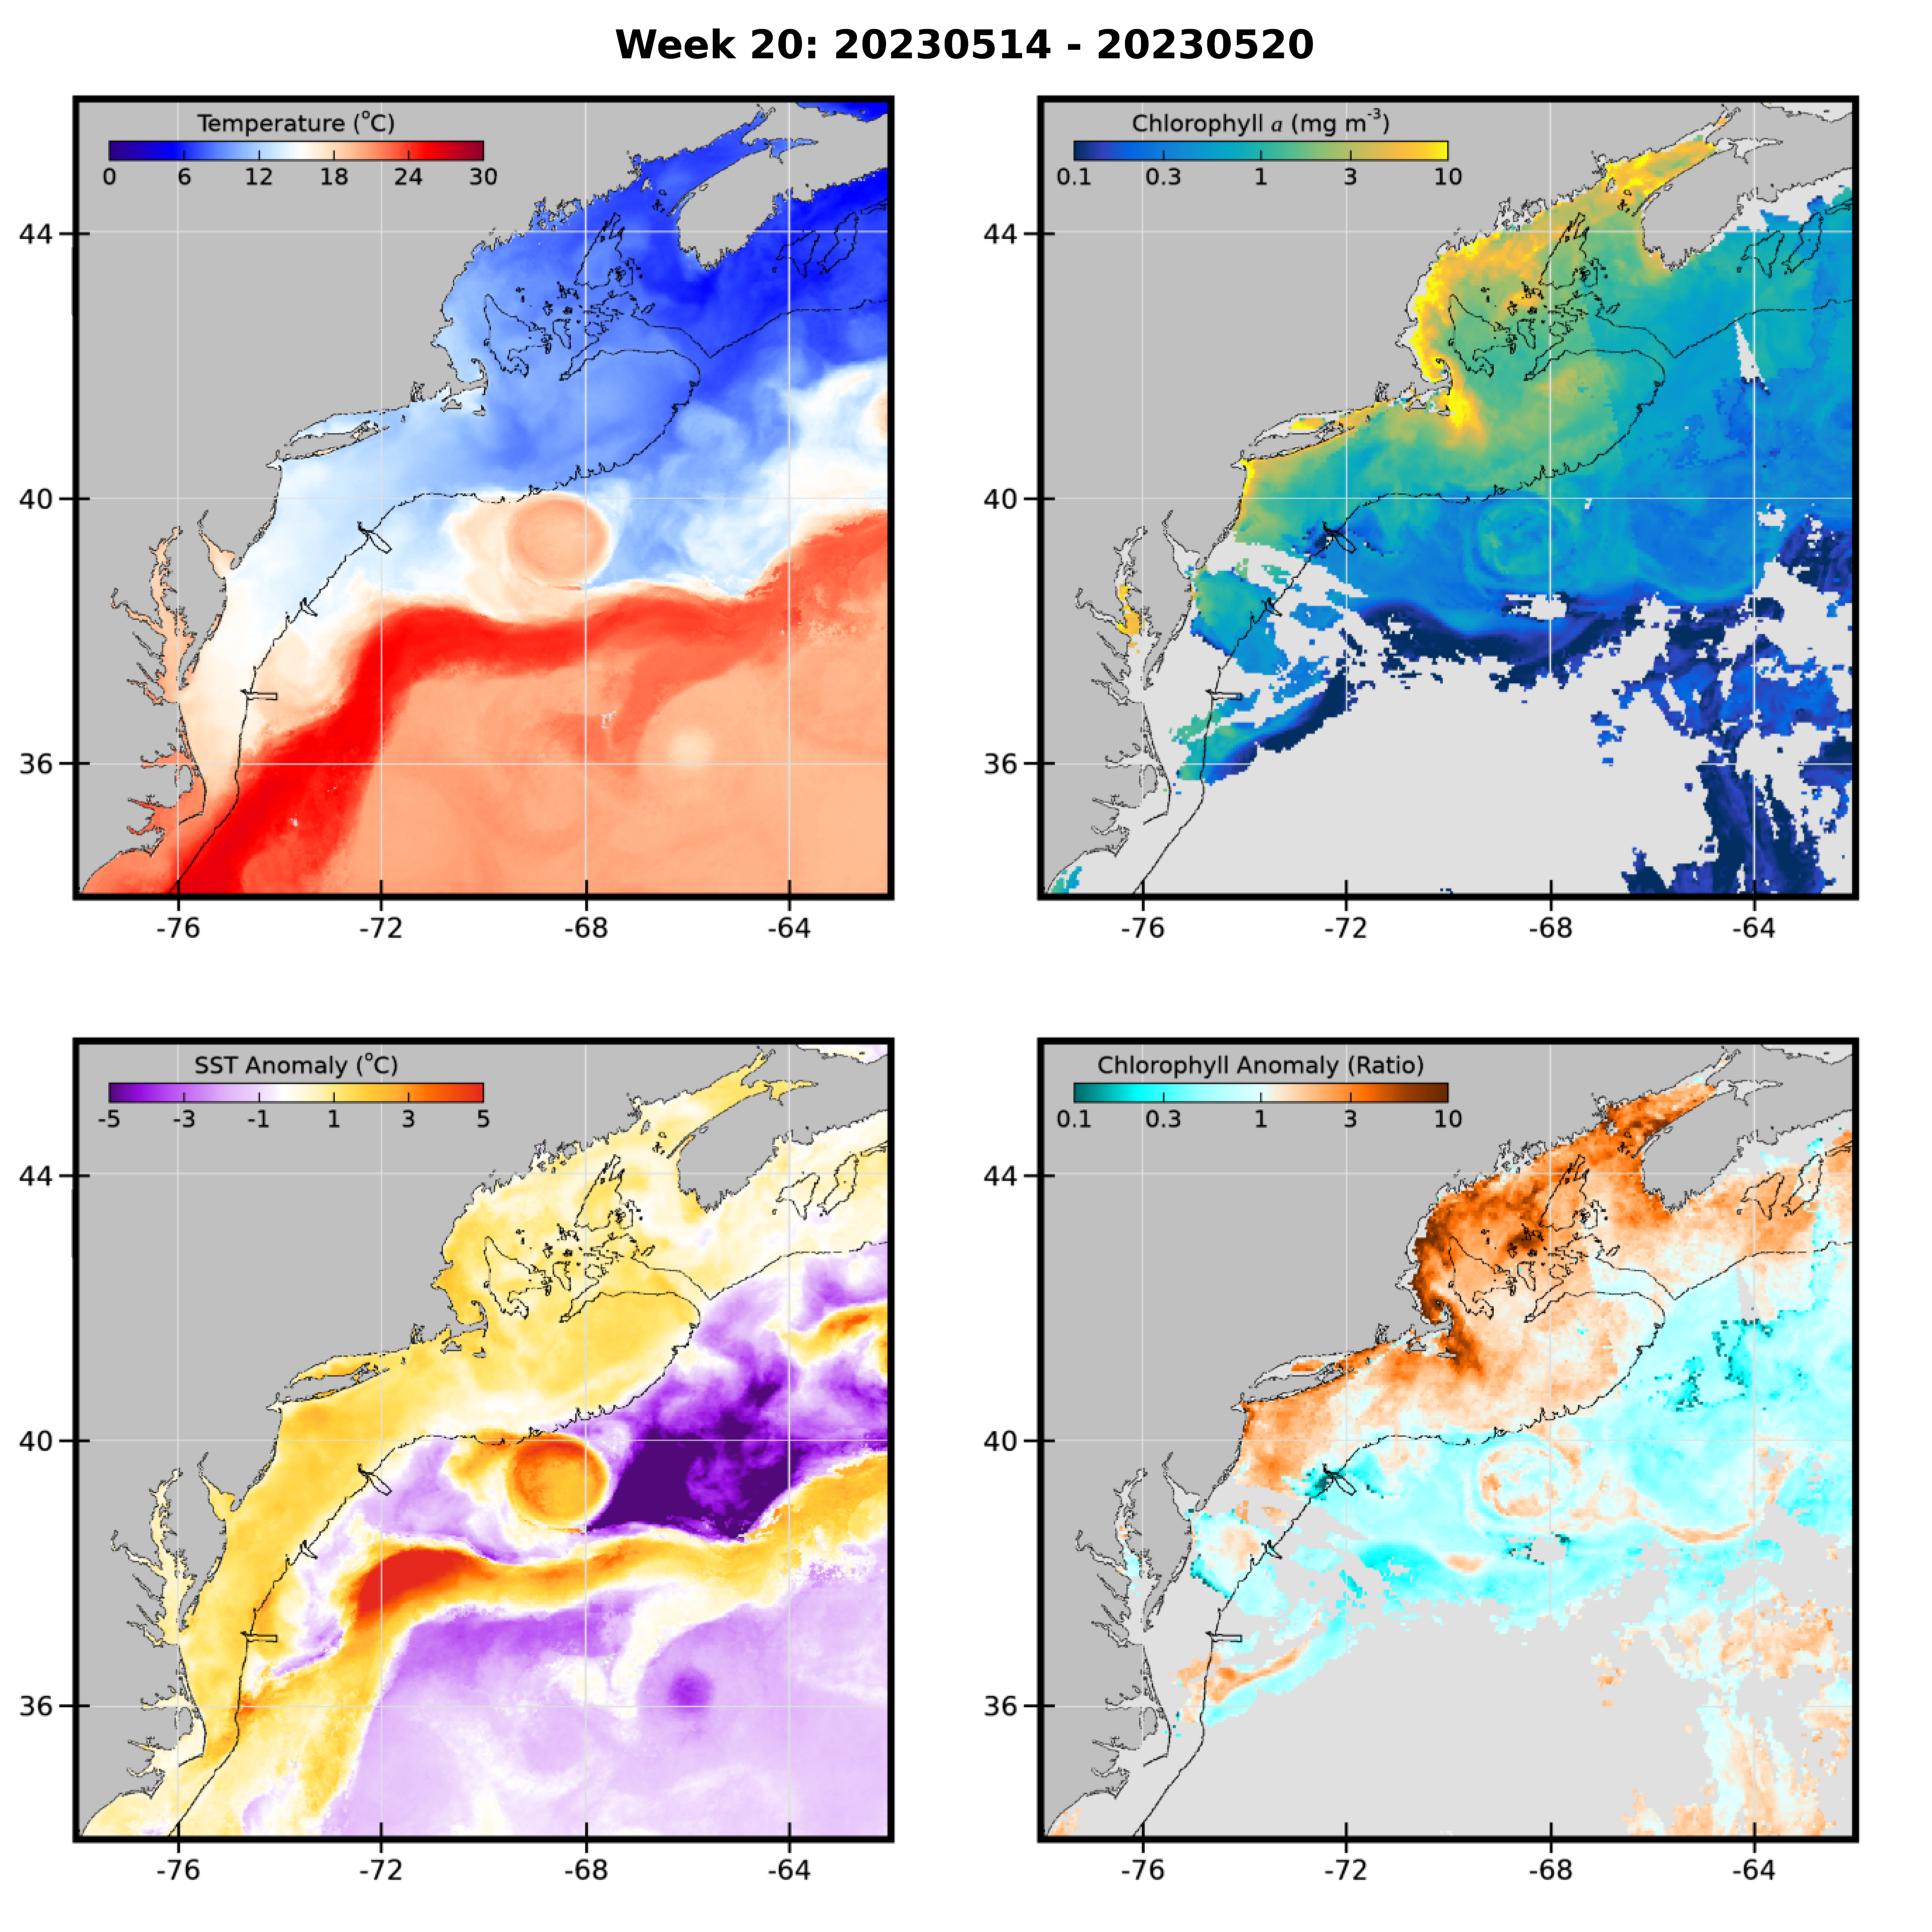 Week 20: 20230514 - 20230520
Temperature (°C)
0 6 12 18 24 30
44
40
36
-76 -72 -68 -64
Chlorophyll a (mg m⁻³)
0.1 0.3 1 3 10
44
40
36
-76 -72 -68 -64
SST Anomaly (°C)
-5 -3 -1 1 3 5
44
40
36
-76 -72 -68 -64
Chlorophyll Anomaly (Ratio)
0.1 0.3 1 3 10
44
40
36
-76 -72 -68 -64